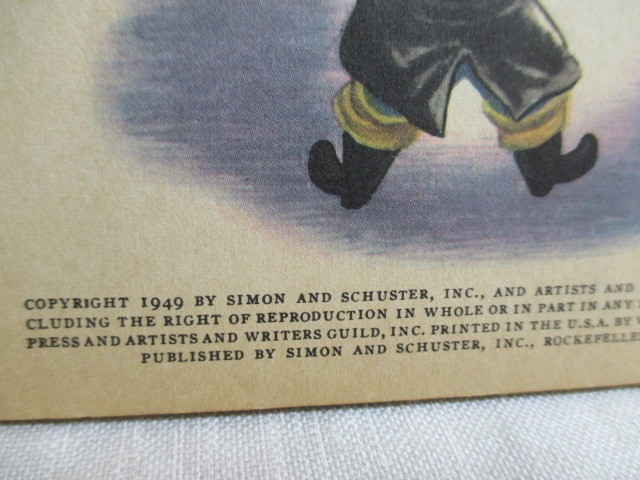 COPYRIGHT 1949 BY SIMON AND SCHUSTER, INC., AND ARTISTS AND
CLUDING THE RIGHT OF REPRODUCTION IN WHOLE OR IN PART IN ANY
PRESS AND ARTISTS AND WRITERS GUILD, INC. PRINTED IN THE U.S.A. BY
PUBLISHED BY SIMON AND SCHUSTER, INC., ROCKEFELLE